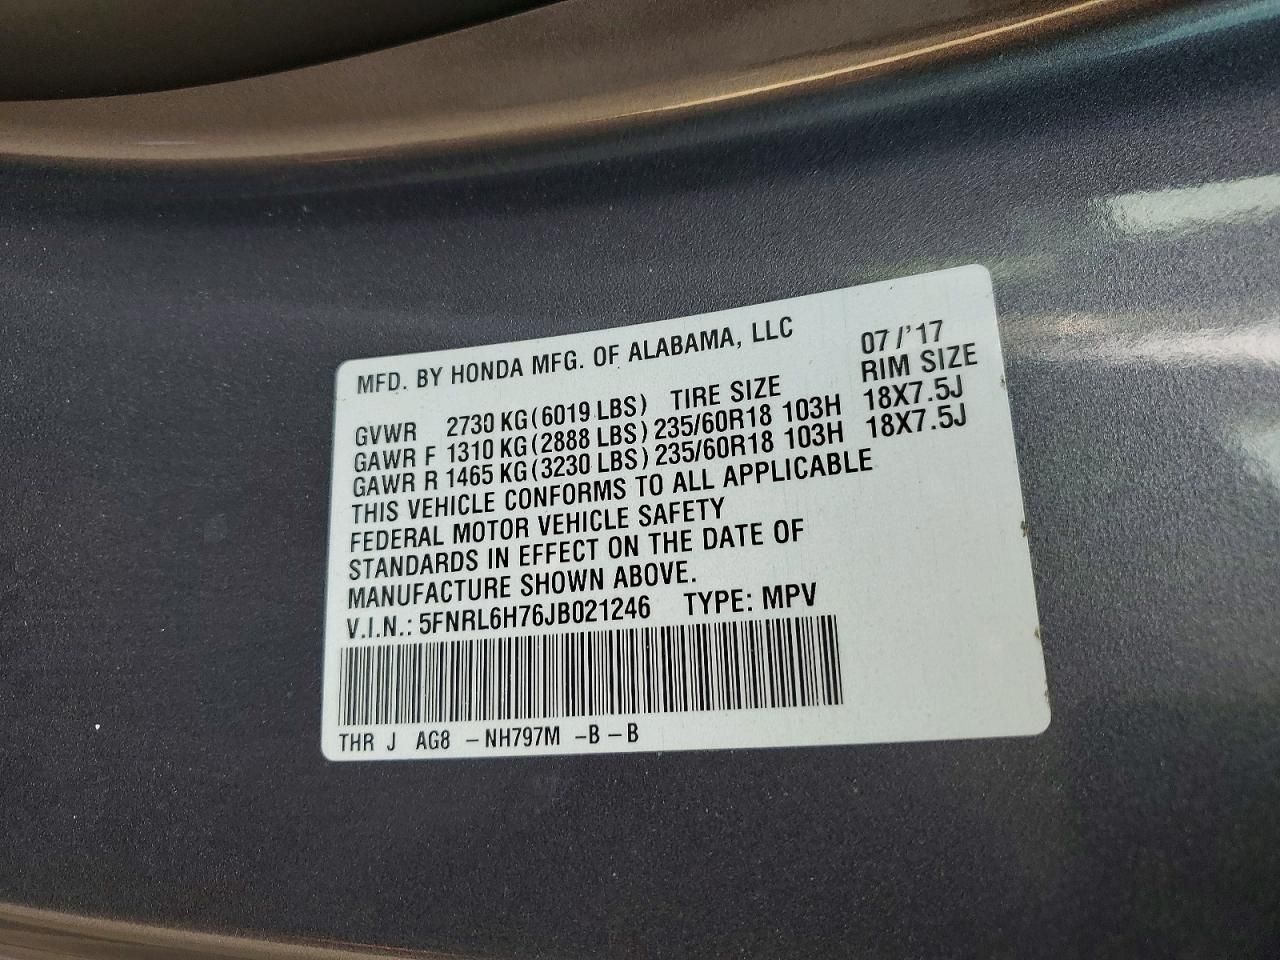 MFD. BY HONDA MFG. OF ALABAMA, LLC 07/'17
GVWR 2730 KG(6019 LBS) TIRE SIZE RIM SIZE
GAWR F 1310 KG(2888 LBS) 235/60R18 103H 18X7.5J
GAWR R 1465 KG(3230 LBS) 235/60R18 103H 18X7.5J
THIS VEHICLE CONFORMS TO ALL APPLICABLE
FEDERAL MOTOR VEHICLE SAFETY
STANDARDS IN EFFECT ON THE DATE OF
MANUFACTURE SHOWN ABOVE.
V.I.N.: 5FNRL6H76JB021246 TYPE: MPV
THR J AG8 -NH797M -B-B